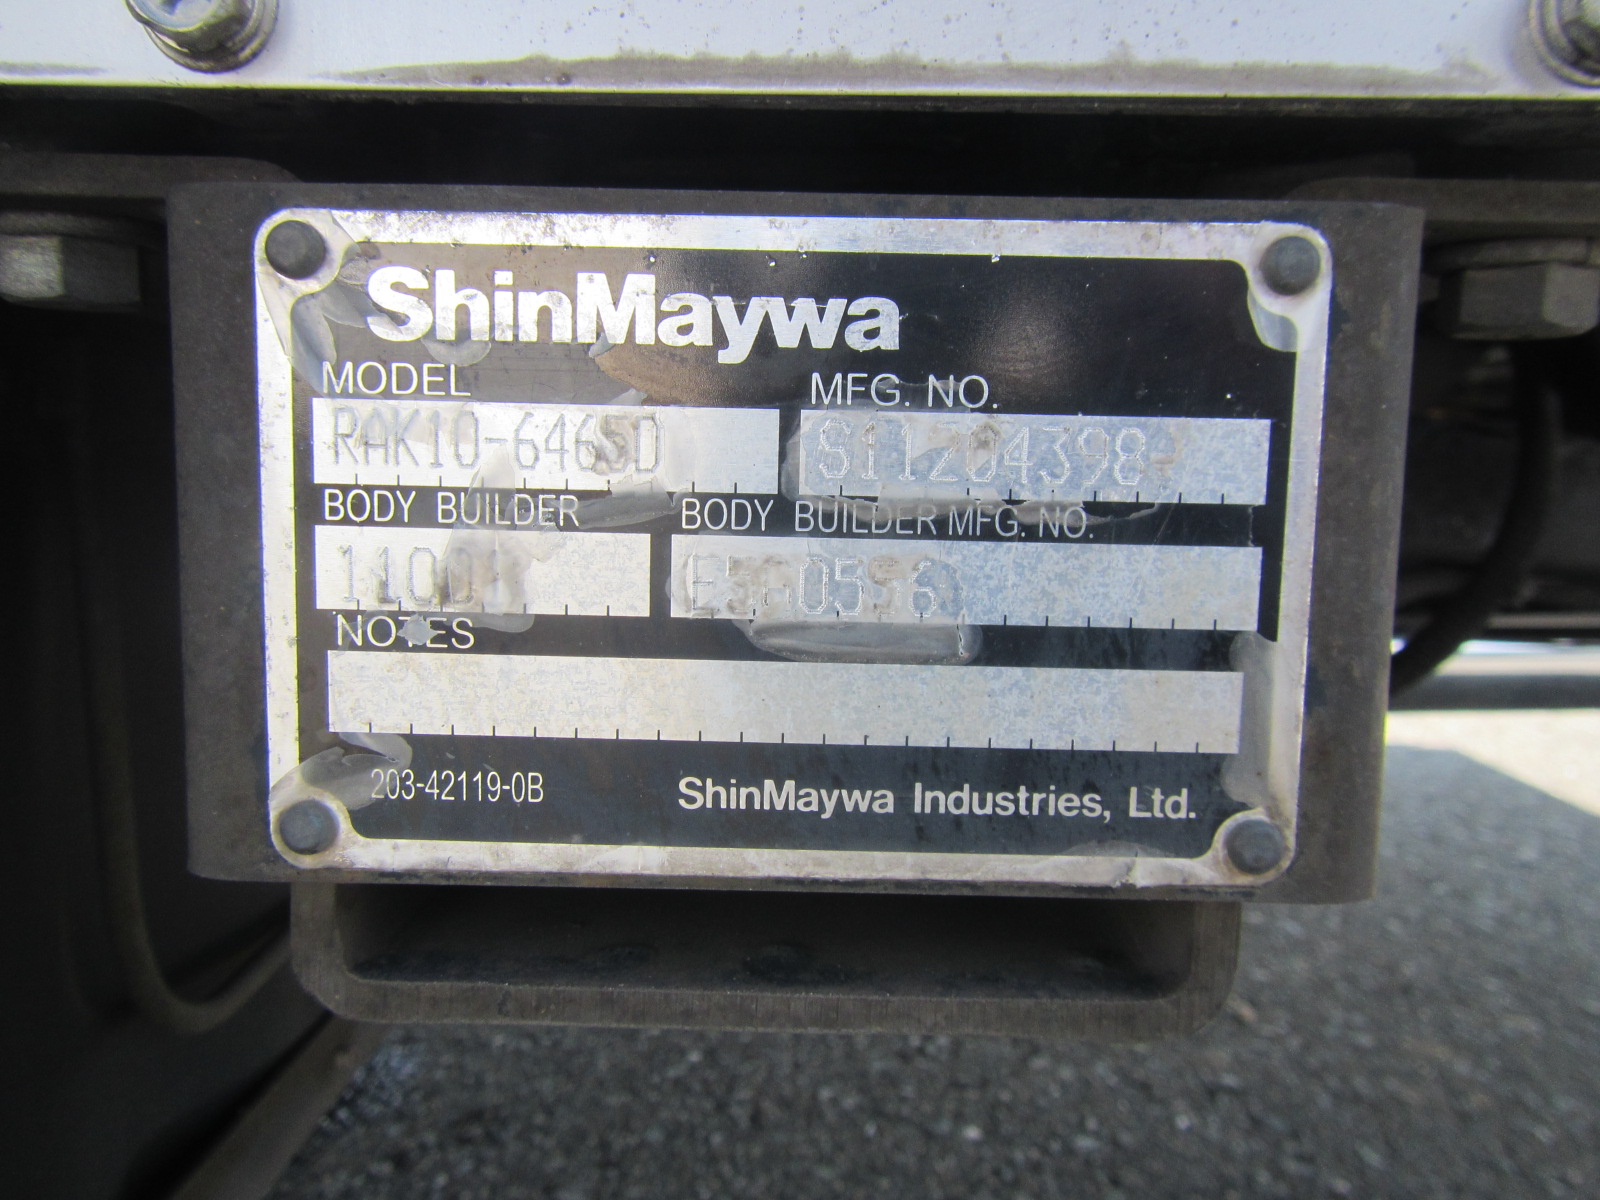 ShinMaywa
MODEL
MFG. NO.
RAK10-6465D
S11204398
BODY BUILDER
BODY BUILDER MFG. NO.
NOTES
203-42119-0B
ShinMaywa Industries, Ltd.